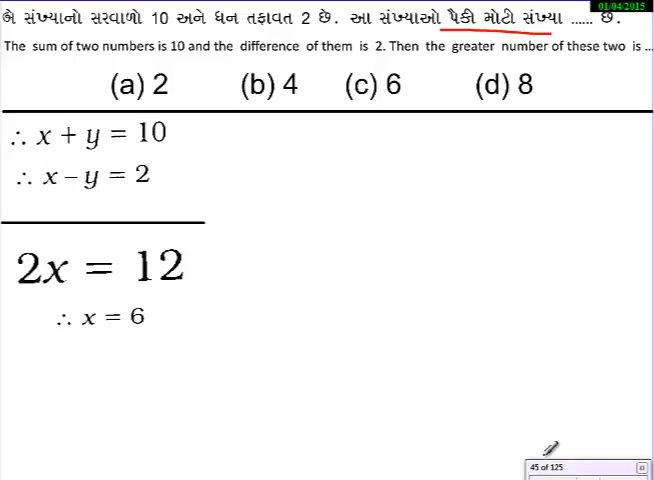 01/04/2015
બે સંખ્યાનો સરવાળો 10 અને ધન તફાવત 2 છે. આ સંખ્યાઓ પૈકી મોટી સંખ્યા ...... છે.
The sum of two numbers is 10 and the difference of them is 2. Then the greater number of these two is ...
(a) 2 (b) 4 (c) 6 (d) 8
∴ x + y = 10
∴ x – y = 2
2x = 12
∴ x = 6
45 of 125